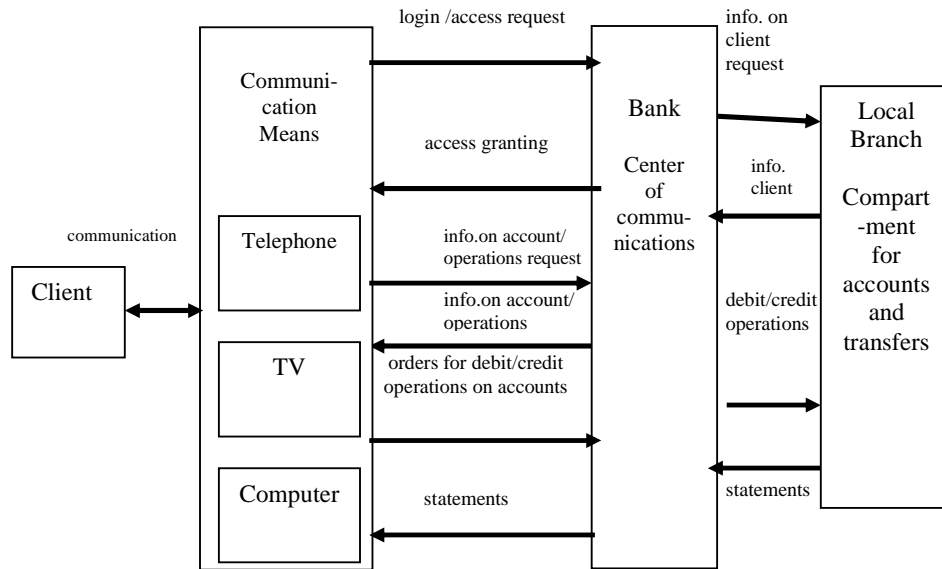 login /access request
info. on
client
request
Communi-
cation
Means
Bank
Center
of
commu-
nications
Local
Branch
Compart
-ment
for
accounts
and
transfers
access granting
info.
client
communication
Telephone
info.on account/
operations request
Client
info.on account/
operations
debit/credit
operations
TV
orders for debit/credit
operations on accounts
Computer
statements
statements